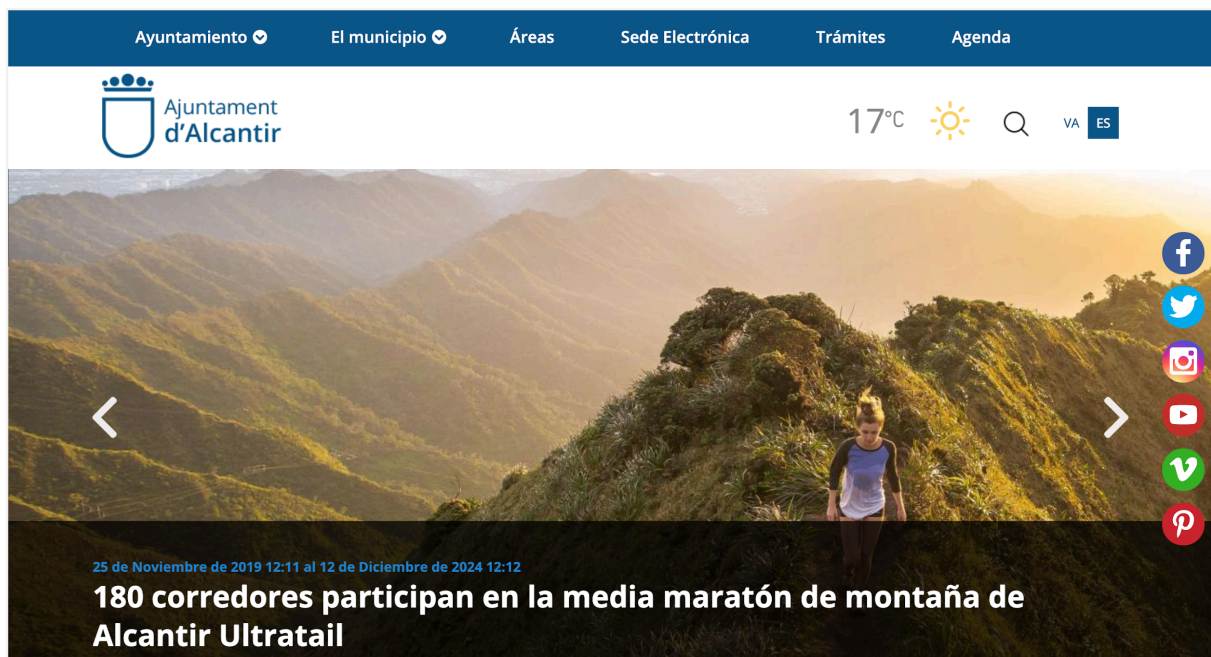 Ayuntamiento
El municipio
Áreas
Sede Electrónica
Trámites
Agenda
Ajuntament
d'Alcantir
17°C
VA
ES
25 de Noviembre de 2019 12:11 al 12 de Diciembre de 2024 12:12
180 corredores participan en la media maratón de montaña de
Alcantir Ultratail